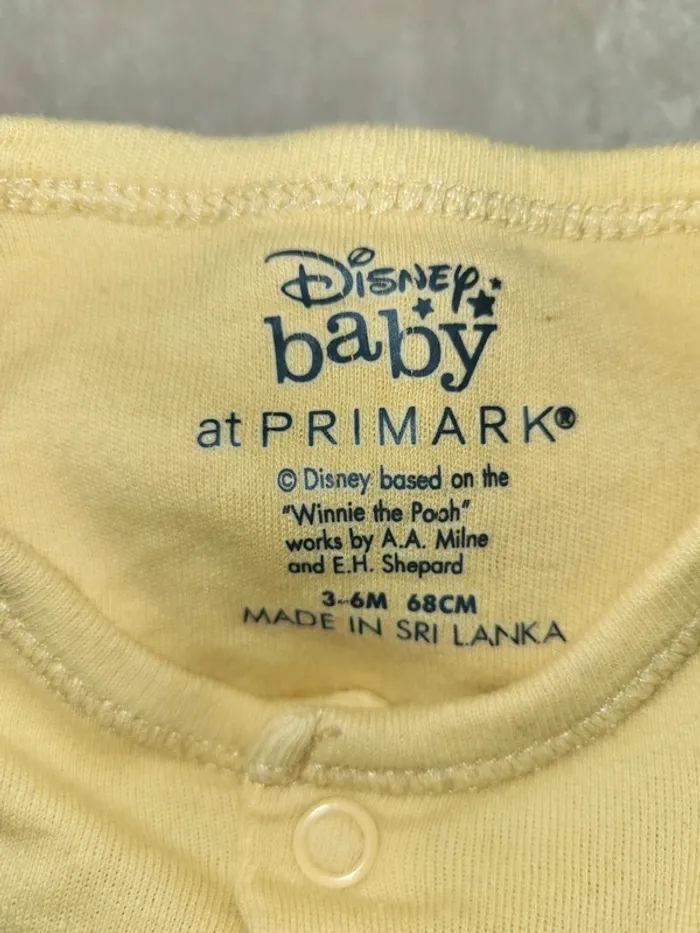 Disney
baby
at PRIMARK®
© Disney based on the
"Winnie the Pooh"
works by A.A. Milne
and E.H. Shepard
3-6M 68CM
MADE IN SRI LANKA